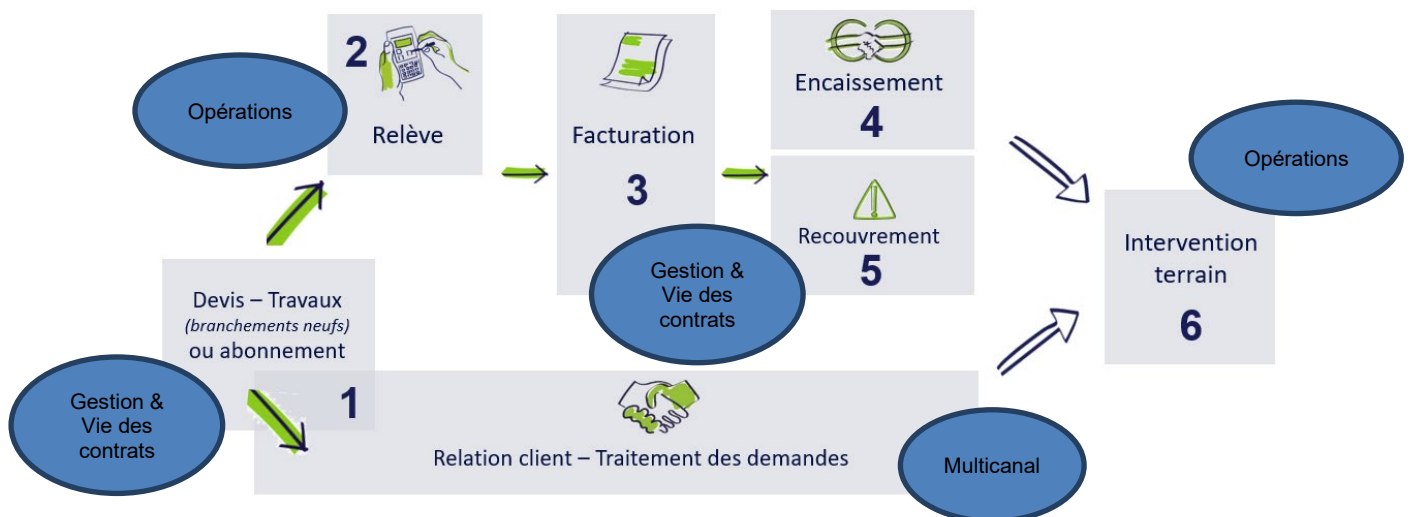 Opérations
2
Relève
Facturation
3
Encaissement
4
Recouvrement
5
Gestion &
Vie des
contrats
Opérations
Intervention
terrain
6
Devis – Travaux
(branchements neufs)
ou abonnement
1
Gestion &
Vie des
contrats
Relation client – Traitement des demandes
Multicanal